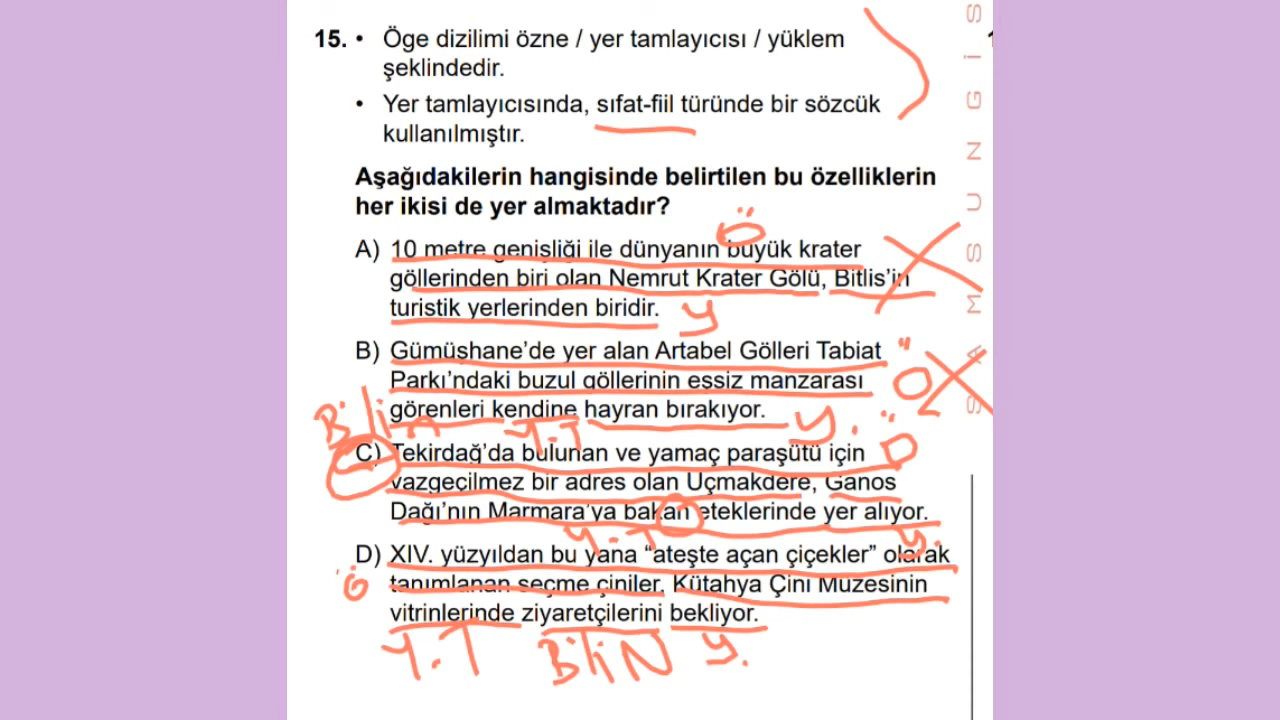 15. • Öge dizilimi özne / yer tamlayıcısı / yüklem
şeklindedir.
• Yer tamlayıcısında, sıfat-fiil türünde bir sözcük
kullanılmıştır.
Aşağıdakilerin hangisinde belirtilen bu özelliklerin
her ikisi de yer almaktadır?
Ö
A) 10 metre genişliği ile dünyanın büyük krater
göllerinden biri olan Nemrut Krater Gölü, Bitlis’in
turistik yerlerinden biridir.
y
B) Gümüşhane’de yer alan Artabel Gölleri Tabiat
Parkı’ndaki buzul göllerinin eşsiz manzarası
Ö
görenleri kendine hayran bırakıyor.
Bilin Y.T y.
C) Tekirdağ’da bulunan ve yamaç paraşütü için
Ö
vazgeçilmez bir adres olan Uçmakdere, Ganos
Dağı’nın Marmara’ya bakan eteklerinde yer alıyor.
Y.T y.
D) XIV. yüzyıldan bu yana “ateşte açan çiçekler” olarak
Ö
tanımlanan seçme çiniler, Kütahya Çini Müzesinin
vitrinlerinde ziyaretçilerini bekliyor.
Y.T BiliN y.
S A M S U N G İ S